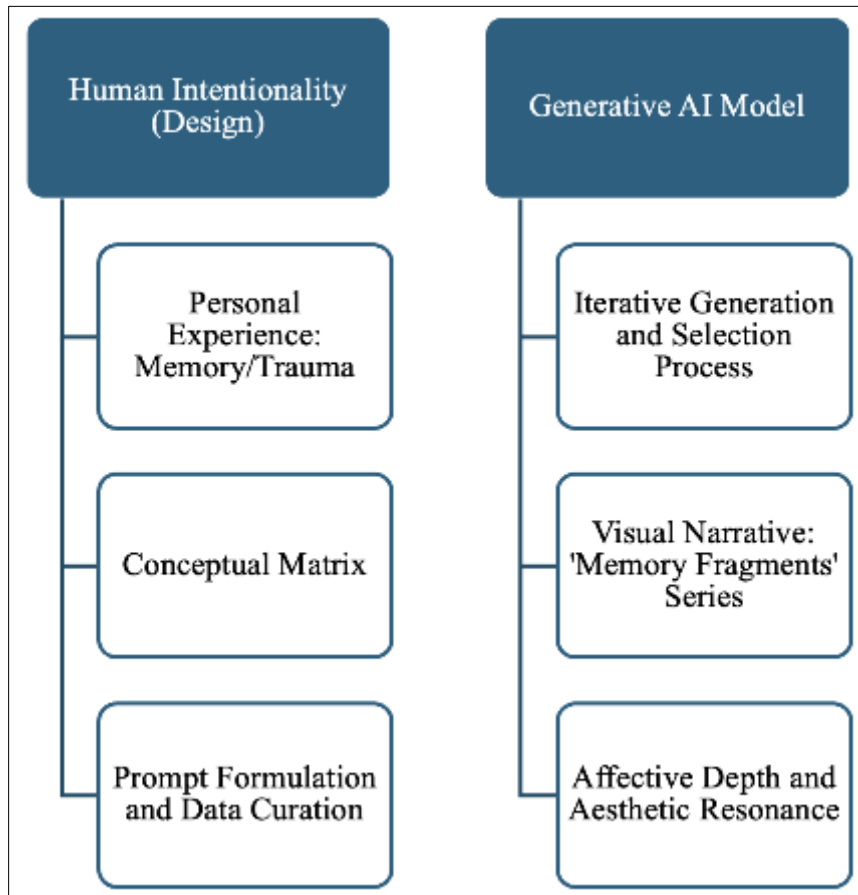 Human Intentionality
(Design)
Personal
Experience:
Memory/Trauma
Conceptual Matrix
Prompt Formulation
and Data Curation
Generative AI Model
Iterative Generation
and Selection
Process
Visual Narrative:
'Memory Fragments'
Series
Affective Depth and
Aesthetic Resonance